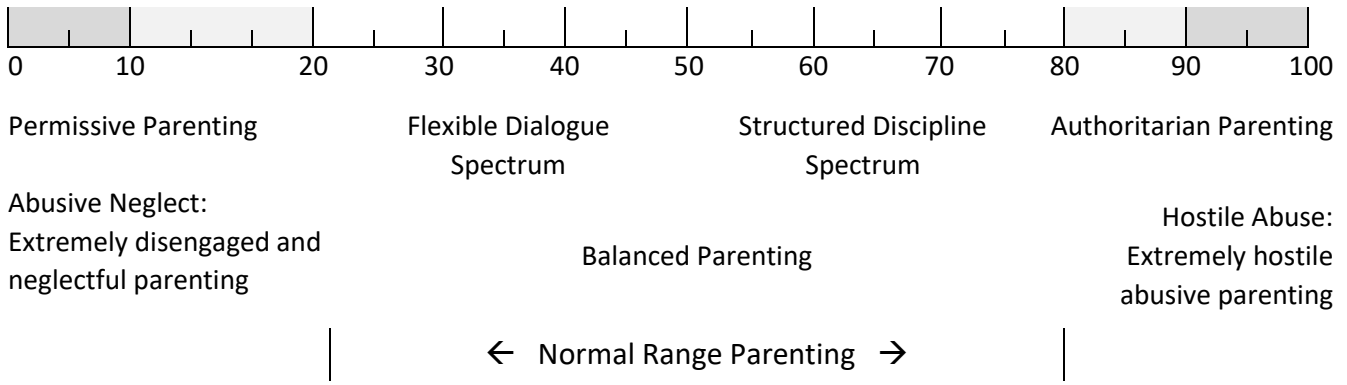 0 10 20 30 40 50 60 70 80 90 100
Permissive Parenting
Flexible Dialogue
Spectrum
Structured Discipline
Spectrum
Authoritarian Parenting
Abusive Neglect:
Extremely disengaged and
neglectful parenting
Balanced Parenting
Hostile Abuse:
Extremely hostile
abusive parenting
← Normal Range Parenting →